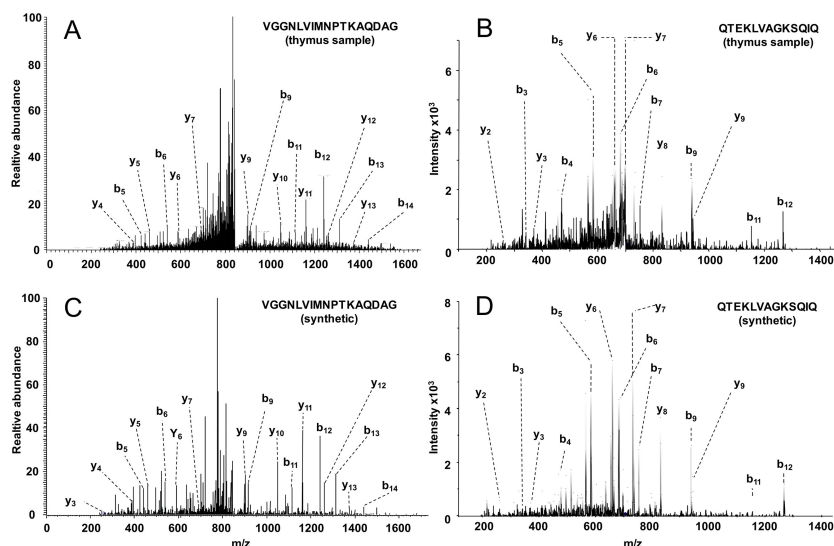 A
VGGNLVIMNPTKAQDAG
(thymus sample)
Realtive abundance
100
80
60
40
20
0
y4
b5
y5
b6
y6
y7
y9
b9
y10
b11
y11
b12
y12
b13
y13
b14
0 200 400 600 800 1000 1200 1400 1600
B
QTEKLVAGKSQIQ
(thymus sample)
Intensity x10³
6
4
2
0
y2
b3
y3
b4
b5
y6
y7
b6
b7
y8
b9
y9
b11
b12
200 400 600 800 1000 1200 1400
C
VGGNLVIMNPTKAQDAG
(synthetic)
Realtive abundance
100
80
60
40
20
0
y3
y4
b5
y5
b6
Y6
y7
y9
b9
y10
b11
y11
b12
y12
b13
y13
b14
0 200 400 600 800 1000 1200 1400 1600
m/z
D
QTEKLVAGKSQIQ
(synthetic)
Intensity x10³
8
6
4
2
0
y2
b3
y3
b4
b5
y6
y7
b6
b7
y8
b9
y9
b11
b12
200 400 600 800 1000 1200 1400
m/z